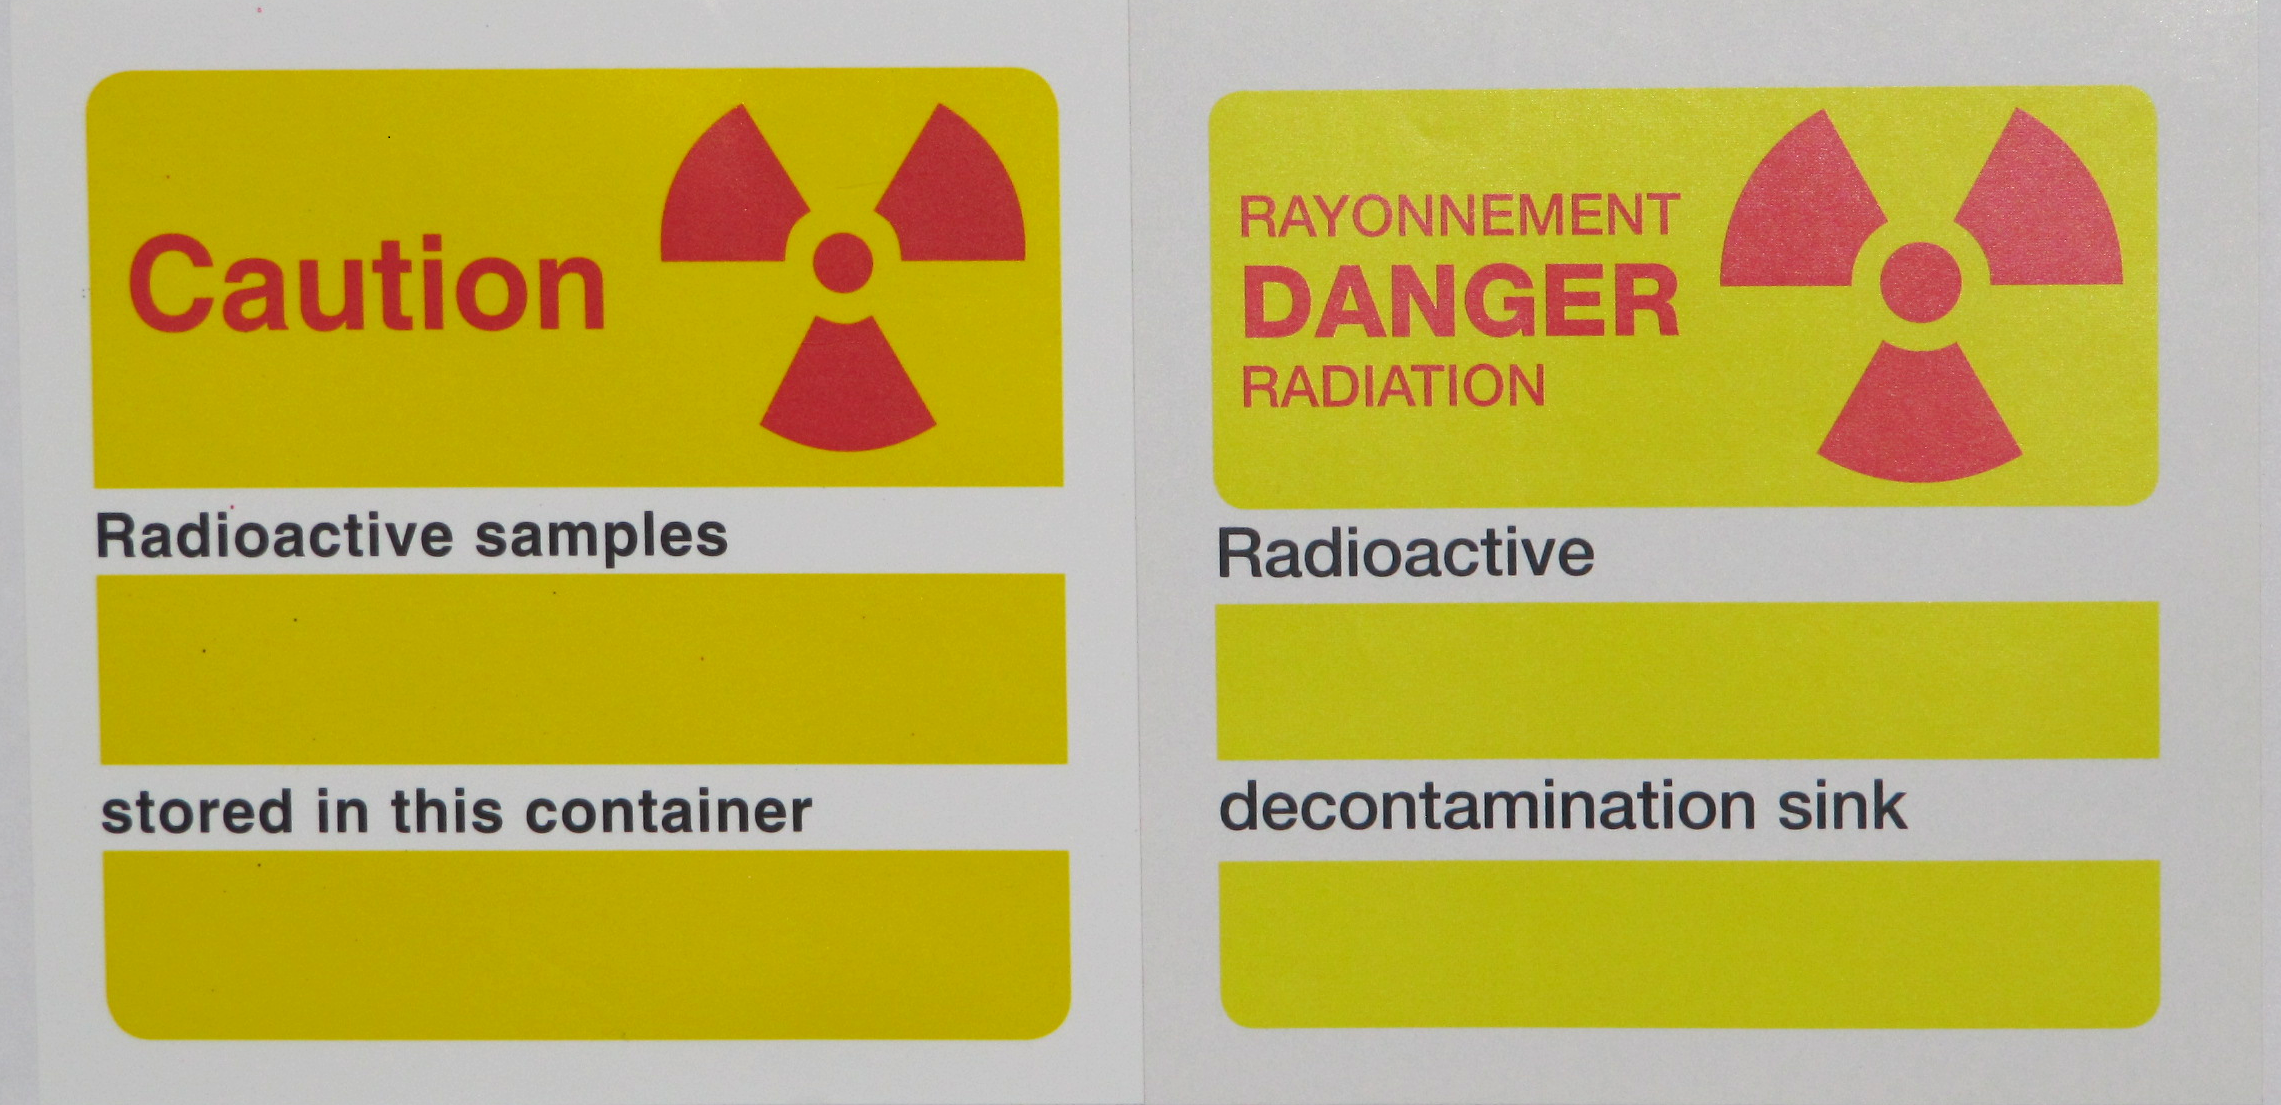 Caution
Radioactive samples
stored in this container
RAYONNEMENT
DANGER
RADIATION
Radioactive
decontamination sink